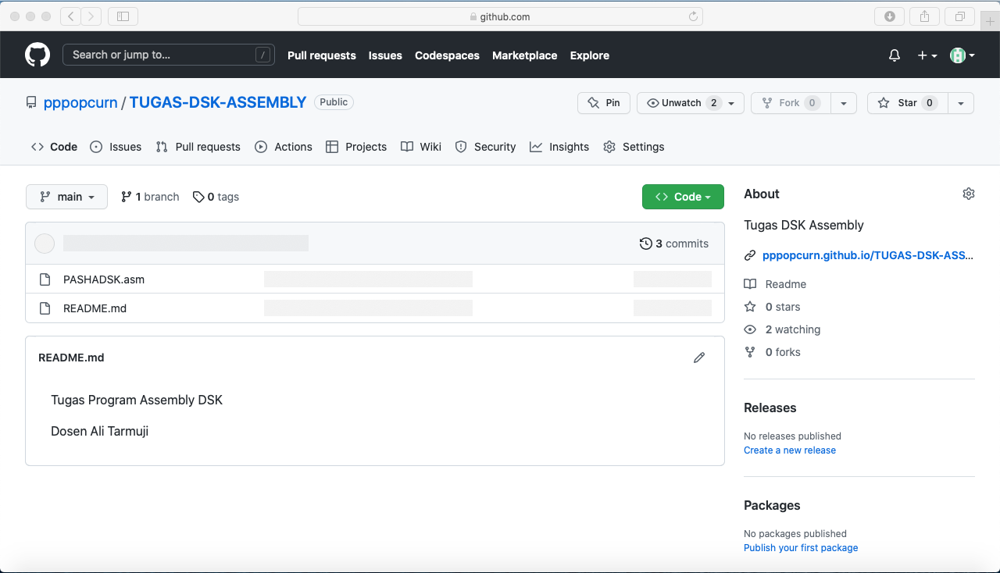 github.com
Search or jump to... /
Pull requests Issues Codespaces Marketplace Explore
pppopcurn / TUGAS-DSK-ASSEMBLY Public
Pin Unwatch 2 Fork 0 Star 0
Code Issues Pull requests Actions Projects Wiki Security Insights Settings
main 1 branch 0 tags Code
3 commits
PASHADSK.asm
README.md
README.md
Tugas Program Assembly DSK
Dosen Ali Tarmuji
About
Tugas DSK Assembly
pppopcurn.github.io/TUGAS-DSK-ASS...
Readme
0 stars
2 watching
0 forks
Releases
No releases published
Create a new release
Packages
No packages published
Publish your first package